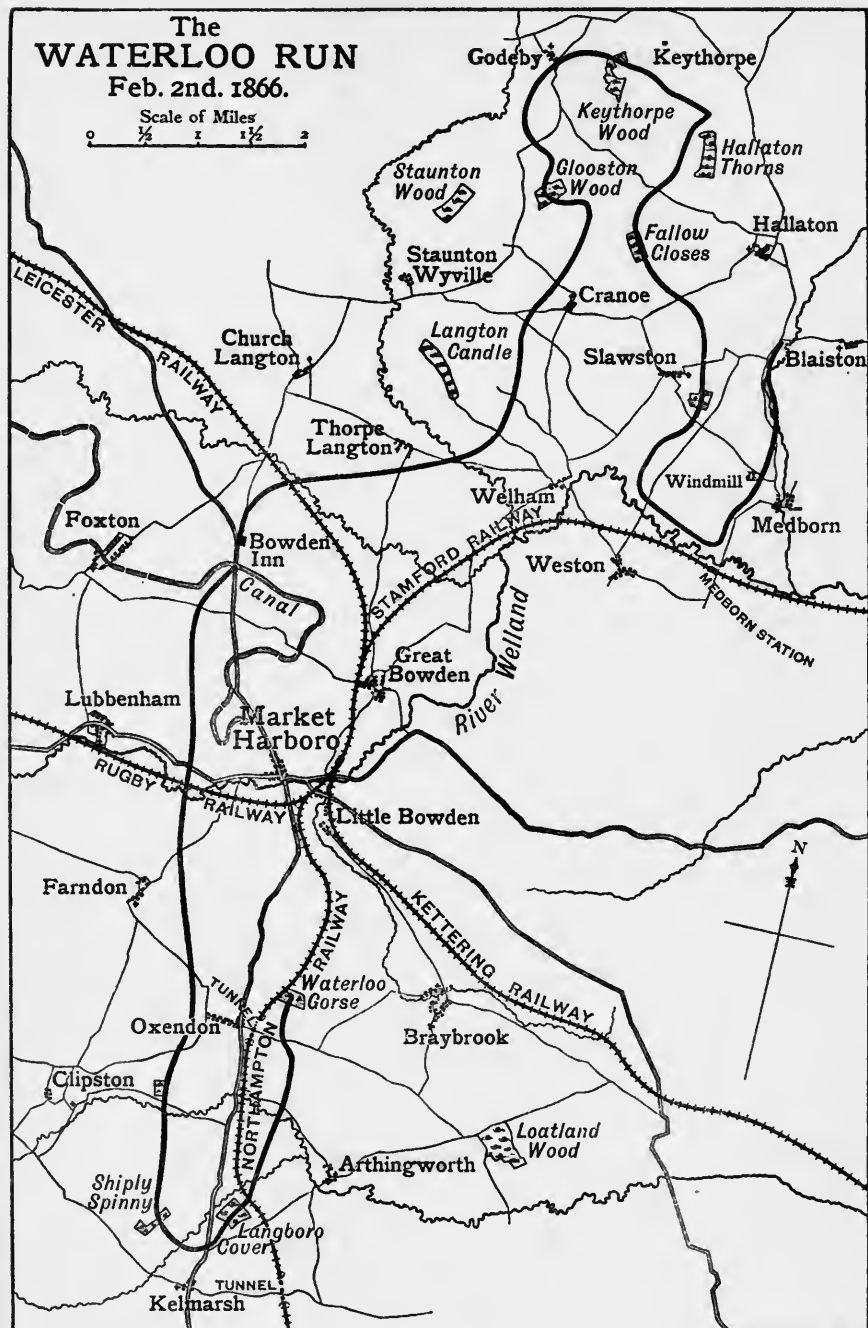 The
WATERLOO RUN
Feb. 2nd. 1866.
Scale of Miles
0 ½ 1 1½ 2
Godeby
Keythorpe
Keythorpe
Wood
Hallaton
Thorns
Staunton
Wood
Glooston
Wood
Fallow
Closes
Hallaton
Staunton
Wyville
Cranoe
LEICESTER
RAILWAY
Church
Langton
Langton
Candle
Slawston
Blaiston
Thorpe
Langton
Welham
Windmill
Medborn
Foxton
Bowden
Inn
Canal
STAMFORD RAILWAY
Weston
MEDBORN STATION
River Welland
Great
Bowden
Lubbenham
Market
Harboro
RUGBY
RAILWAY
Little Bowden
N
Farndon
RAILWAY
KETTERING
RAILWAY
Waterloo
Gorse
TUNNEL
Oxendon
Braybrook
NORTHAMPTON
Clipston
Loatland
Wood
Arthingworth
Shiply
Spinny
Langboro
Cover
TUNNEL
Kelmarsh